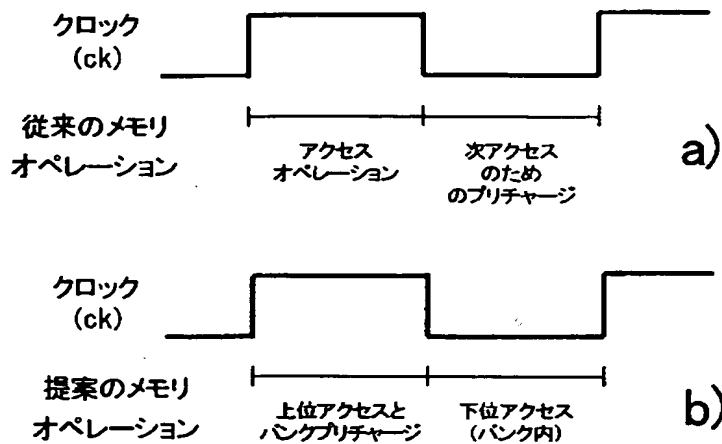 クロック
(ck)
従来のメモリ
オペレーション
アクセス
オペレーション
次アクセス
のため
のプリチャージ
a)
クロック
(ck)
提案のメモリ
オペレーション
上位アクセスと
バンクプリチャージ
下位アクセス
(バンク内)
b)